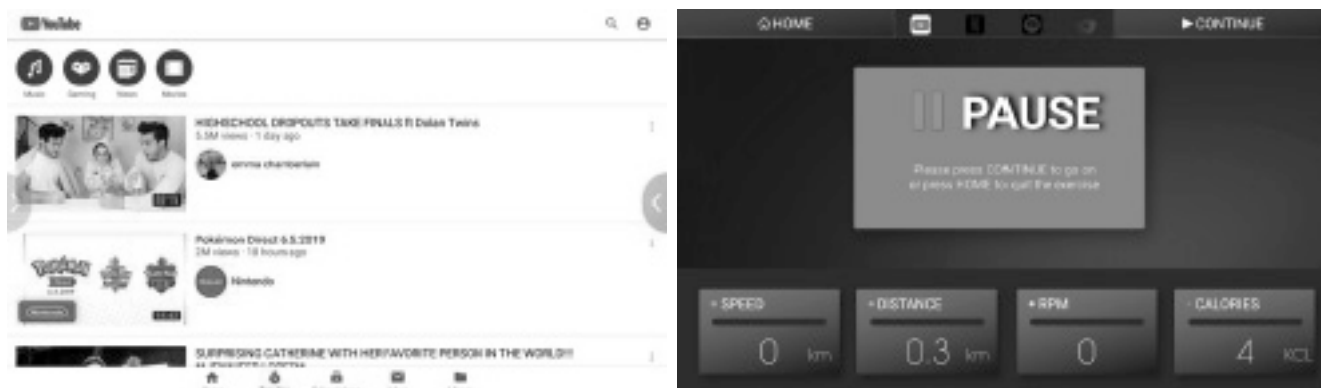 YouTube
Music Gaming News Movies
HIGHSCHOOL DROPOUTS TAKE FINALS ft Dolan Twins
5.5M views · 1 day ago
emma chamberlain
Pokémon Direct 6.5.2019
2M views · 18 hours ago
Nintendo
SURPRISING CATHERINE WITH HER FAVORITE PERSON IN THE WORLD!!!
HOME
CONTINUE
PAUSE
Please press CONTINUE to go on
or press HOME to quit the exercise
SPEED
0 km
DISTANCE
0.3 km
RPM
0
CALORIES
4 KCL